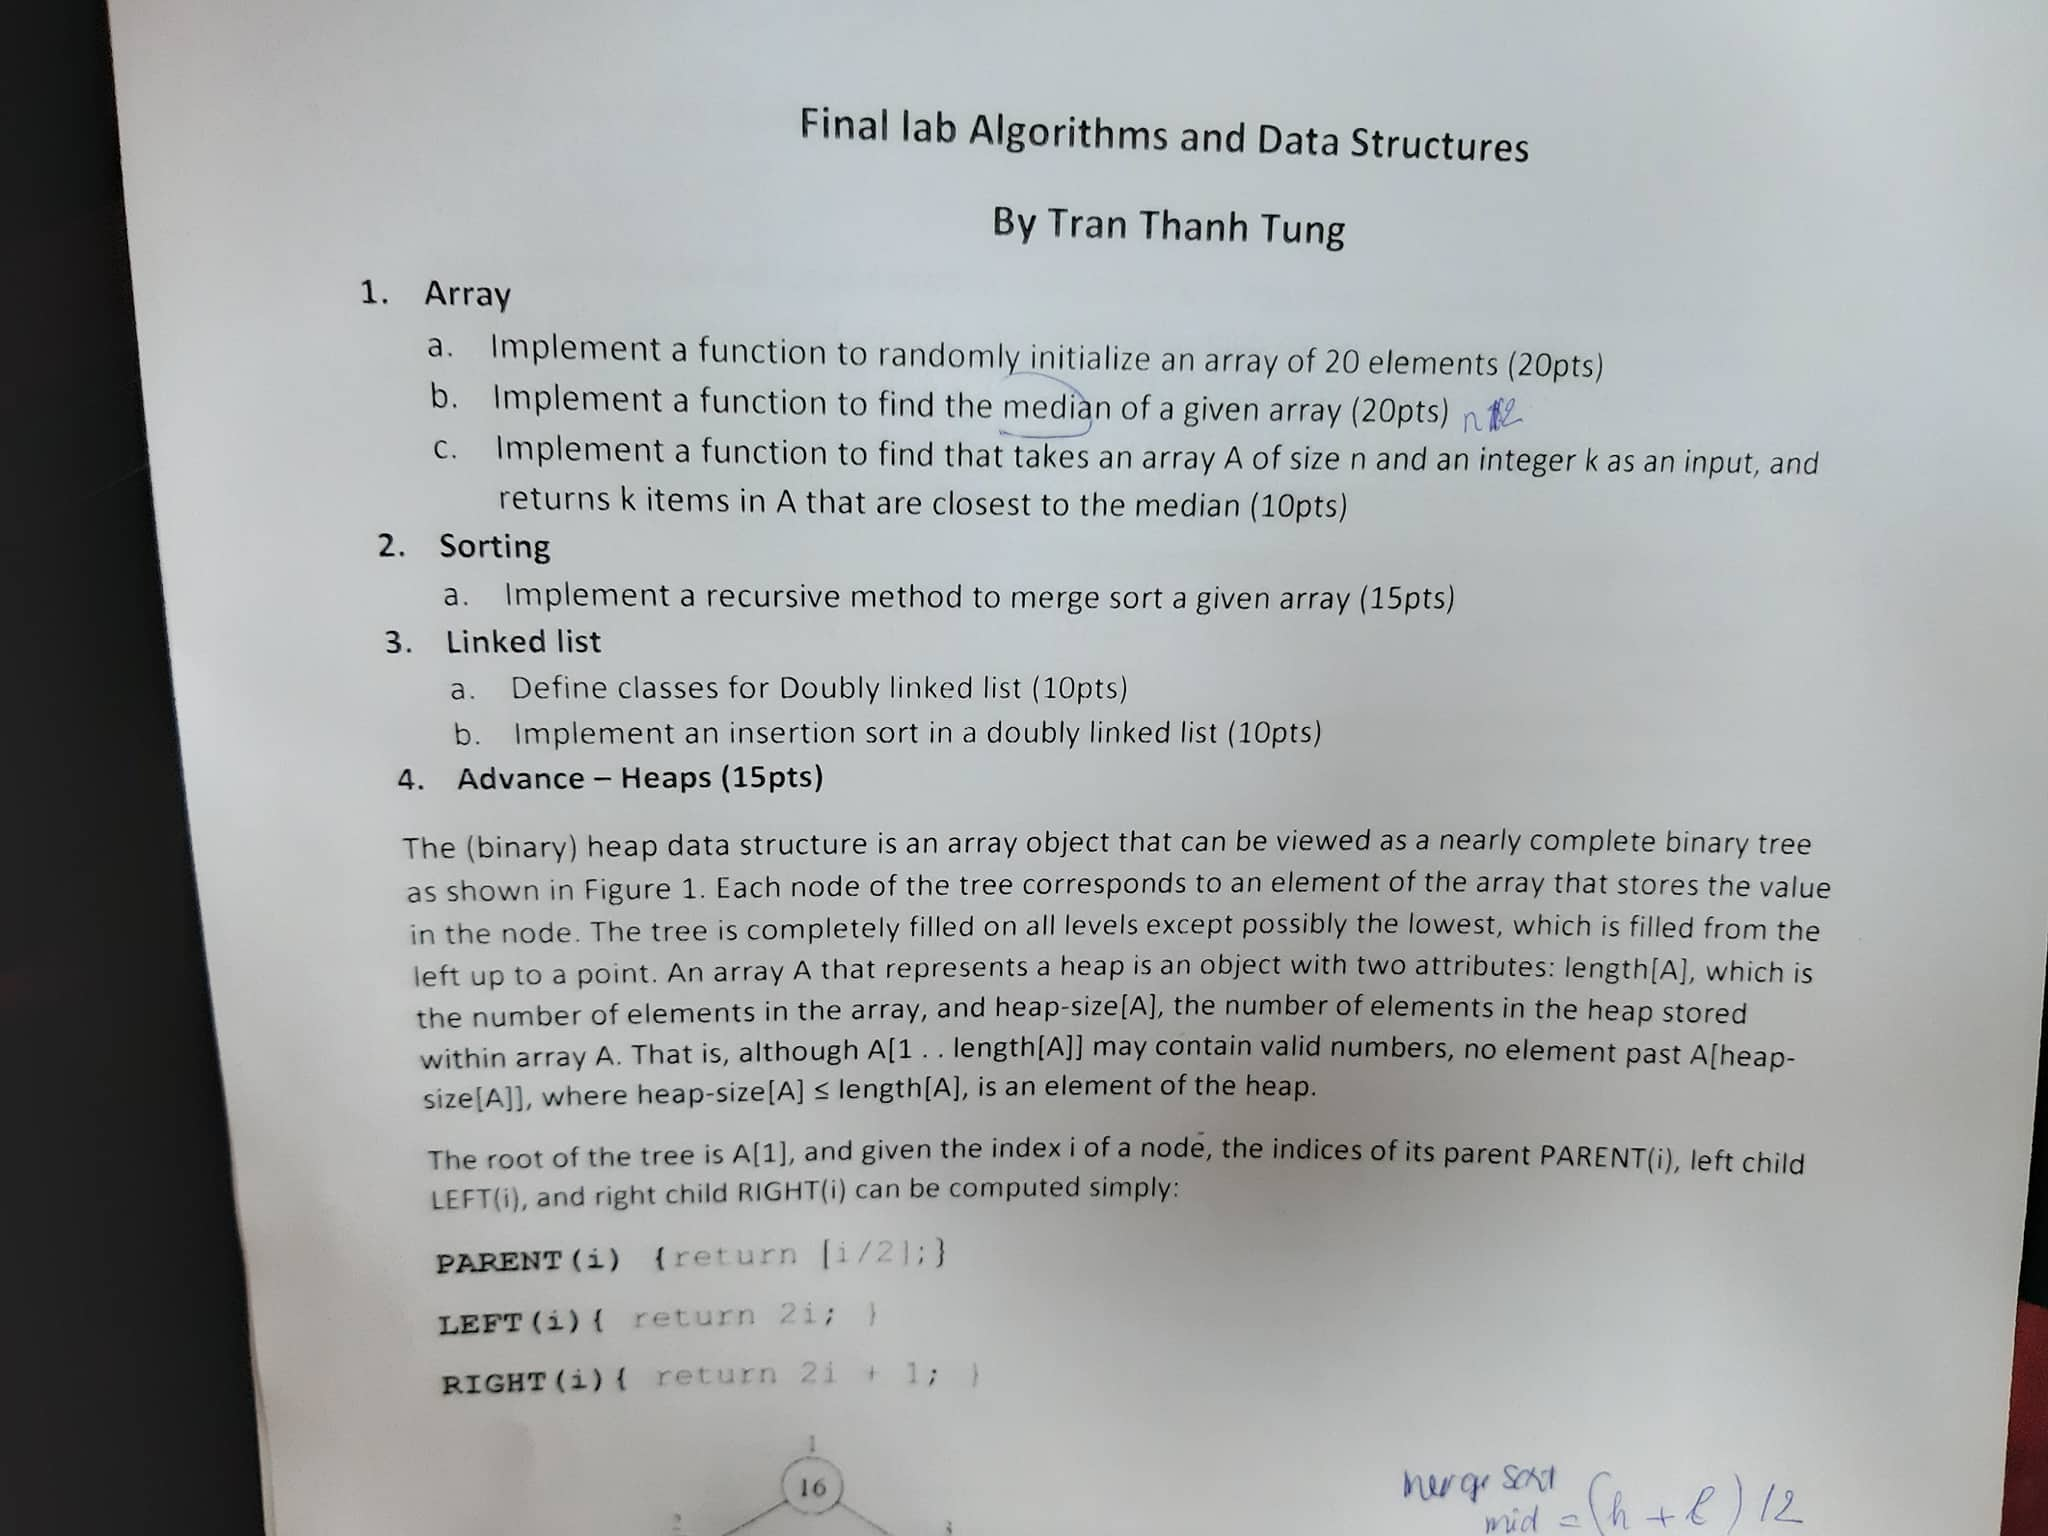 Final lab Algorithms and Data Structures
By Tran Thanh Tung
1. Array
a. Implement a function to randomly initialize an array of 20 elements (20pts)
b. Implement a function to find the median of a given array (20pts) n
c. Implement a function to find that takes an array A of size n and an integer k as an input, and
returns k items in A that are closest to the median (10pts)
2. Sorting
a. Implement a recursive method to merge sort a given array (15pts)
3. Linked list
a. Define classes for Doubly linked list (10pts)
b. Implement an insertion sort in a doubly linked list (10pts)
4. Advance – Heaps (15pts)
The (binary) heap data structure is an array object that can be viewed as a nearly complete binary tree
as shown in Figure 1. Each node of the tree corresponds to an element of the array that stores the value
in the node. The tree is completely filled on all levels except possibly the lowest, which is filled from the
left up to a point. An array A that represents a heap is an object with two attributes: length[A], which is
the number of elements in the array, and heap-size[A], the number of elements in the heap stored
within array A. That is, although A[1 . . length[A]] may contain valid numbers, no element past A[heap-
size[A]], where heap-size[A] ≤ length[A], is an element of the heap.
The root of the tree is A[1], and given the index i of a node, the indices of its parent PARENT(i), left child
LEFT(i), and right child RIGHT(i) can be computed simply:
PARENT(i) {return ⌊i/2⌋;}
LEFT(i){ return 2i; }
RIGHT(i){ return 2i + 1; }
1
16
2 3
merge sort
mid = (h + l) / 2